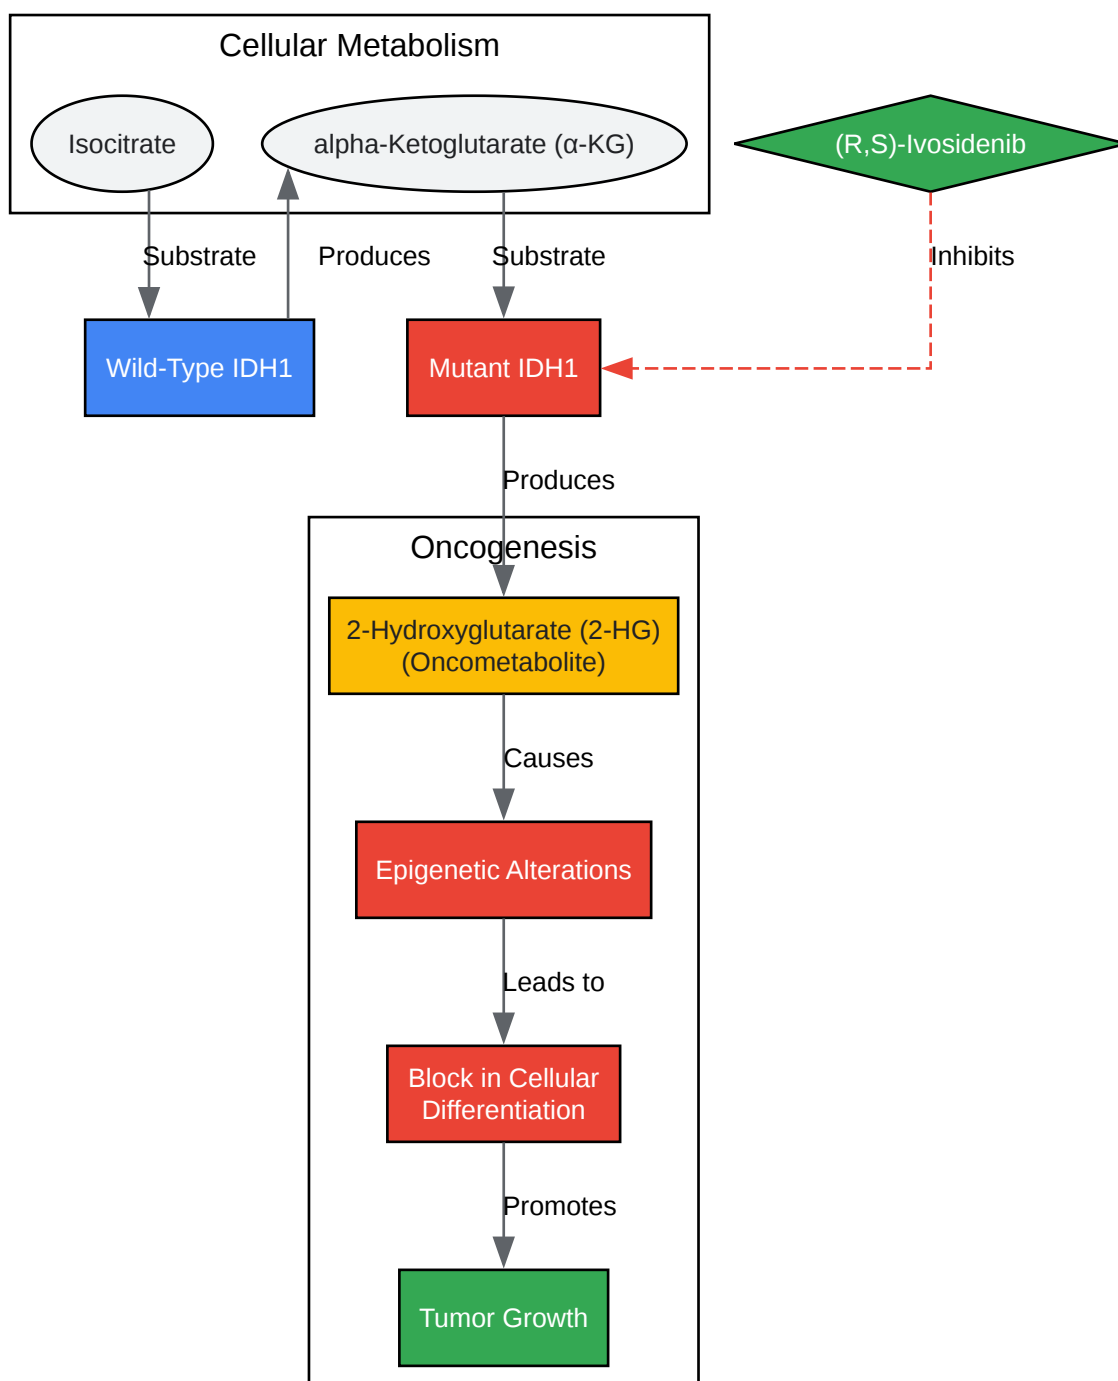 Cellular Metabolism
Isocitrate
alpha-Ketoglutarate (α-KG)
(R,S)-Ivosidenib
Substrate
Produces
Substrate
Inhibits
Wild-Type IDH1
Mutant IDH1
Produces
Oncogenesis
2-Hydroxyglutarate (2-HG)
(Oncometabolite)
Causes
Epigenetic Alterations
Leads to
Block in Cellular
Differentiation
Promotes
Tumor Growth